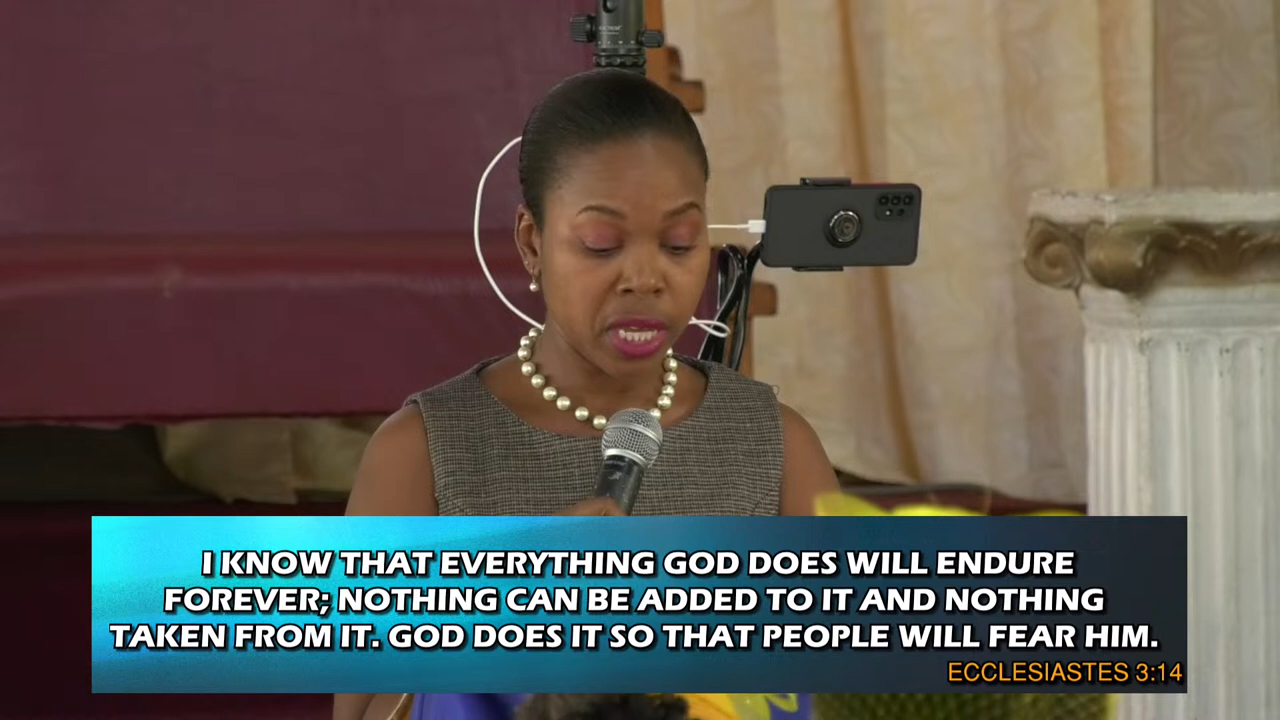 I KNOW THAT EVERYTHING GOD DOES WILL ENDURE
FOREVER; NOTHING CAN BE ADDED TO IT AND NOTHING
TAKEN FROM IT. GOD DOES IT SO THAT PEOPLE WILL FEAR HIM.
ECCLESIASTES 3:14